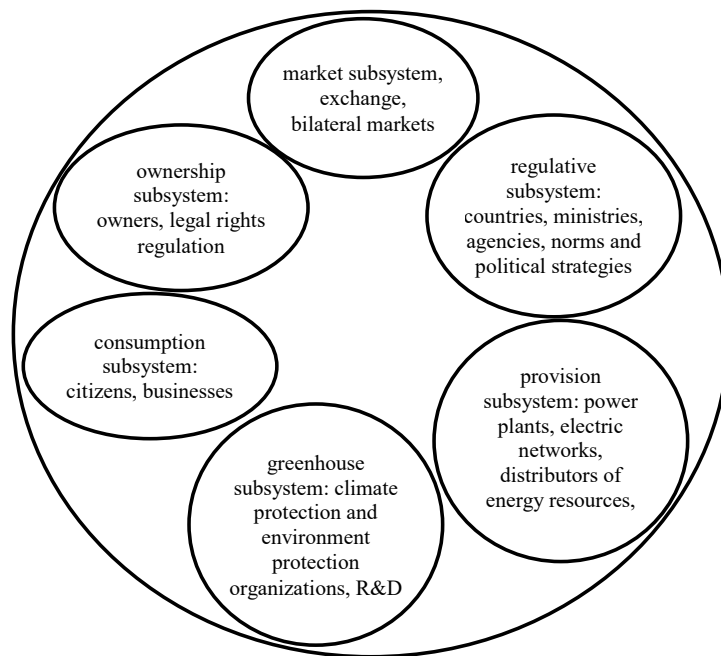 market subsystem,
exchange,
bilateral markets
ownership
subsystem:
owners, legal rights
regulation
regulative
subsystem:
countries, ministries,
agencies, norms and
political strategies
consumption
subsystem:
citizens, businesses
provision
subsystem: power
plants, electric
networks,
distributors of
energy resources,
greenhouse
subsystem: climate
protection and
environment
protection
organizations, R&D